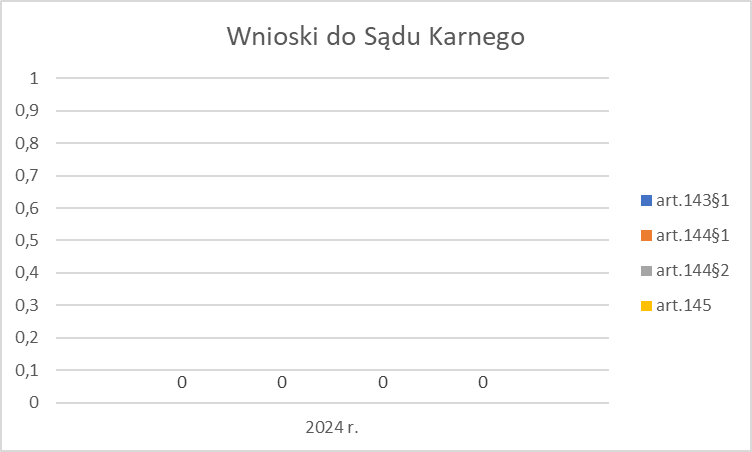 Wnioski do Sądu Karnego
1
0,9
0,8
0,7
0,6
0,5
0,4
0,3
0,2
0,1
0
0 0 0 0
2024 r.
art.143§1
art.144§1
art.144§2
art.145